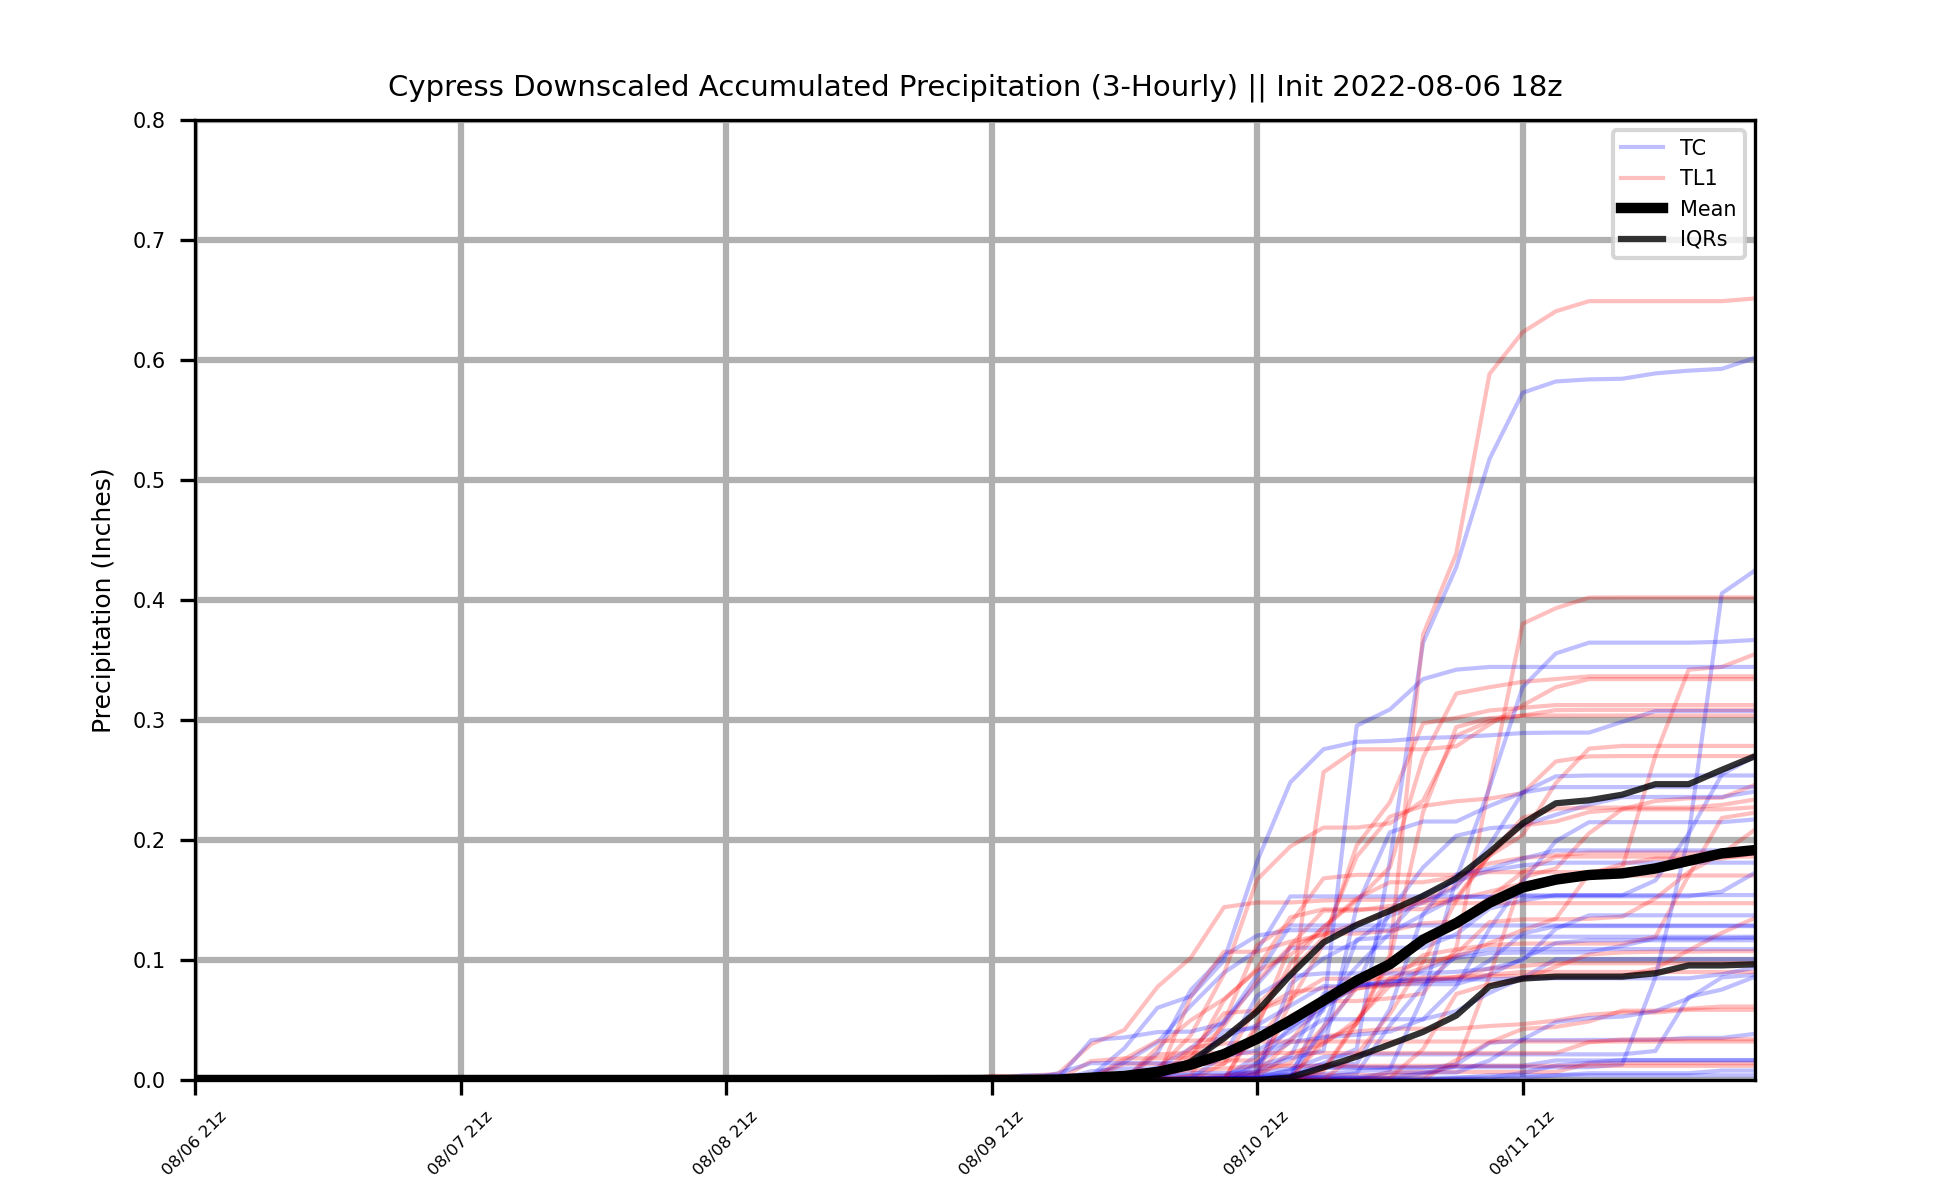 Cypress Downscaled Accumulated Precipitation (3-Hourly) || Init 2022-08-06 18z
0.8
0.7
0.6
0.5
0.4
0.3
0.2
0.1
0.0
Precipitation (Inches)
TC
TL1
Mean
IQRs
08/06 21z
08/07 21z
08/08 21z
08/09 21z
08/10 21z
08/11 21z